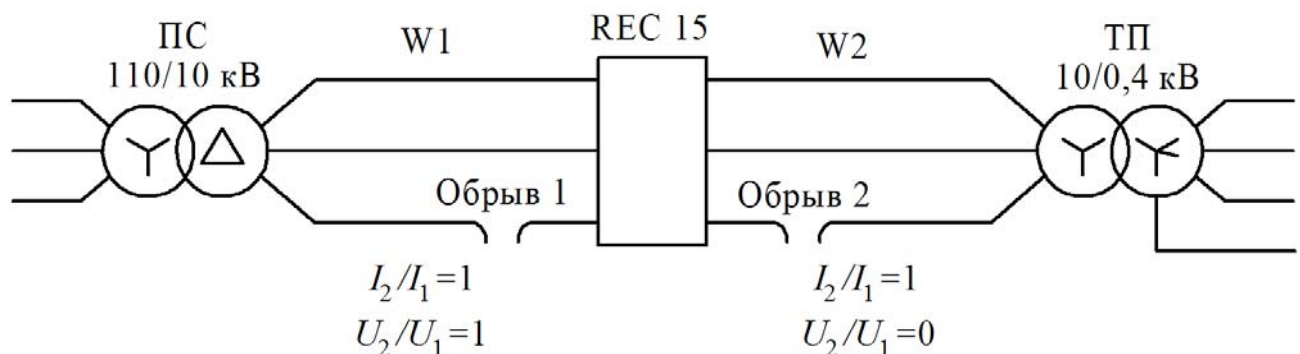 ПС
110/10 кВ
W1
REC 15
W2
ТП
10/0,4 кВ
Обрыв 1
Обрыв 2
I₂/I₁=1
U₂/U₁=1
I₂/I₁=1
U₂/U₁=0